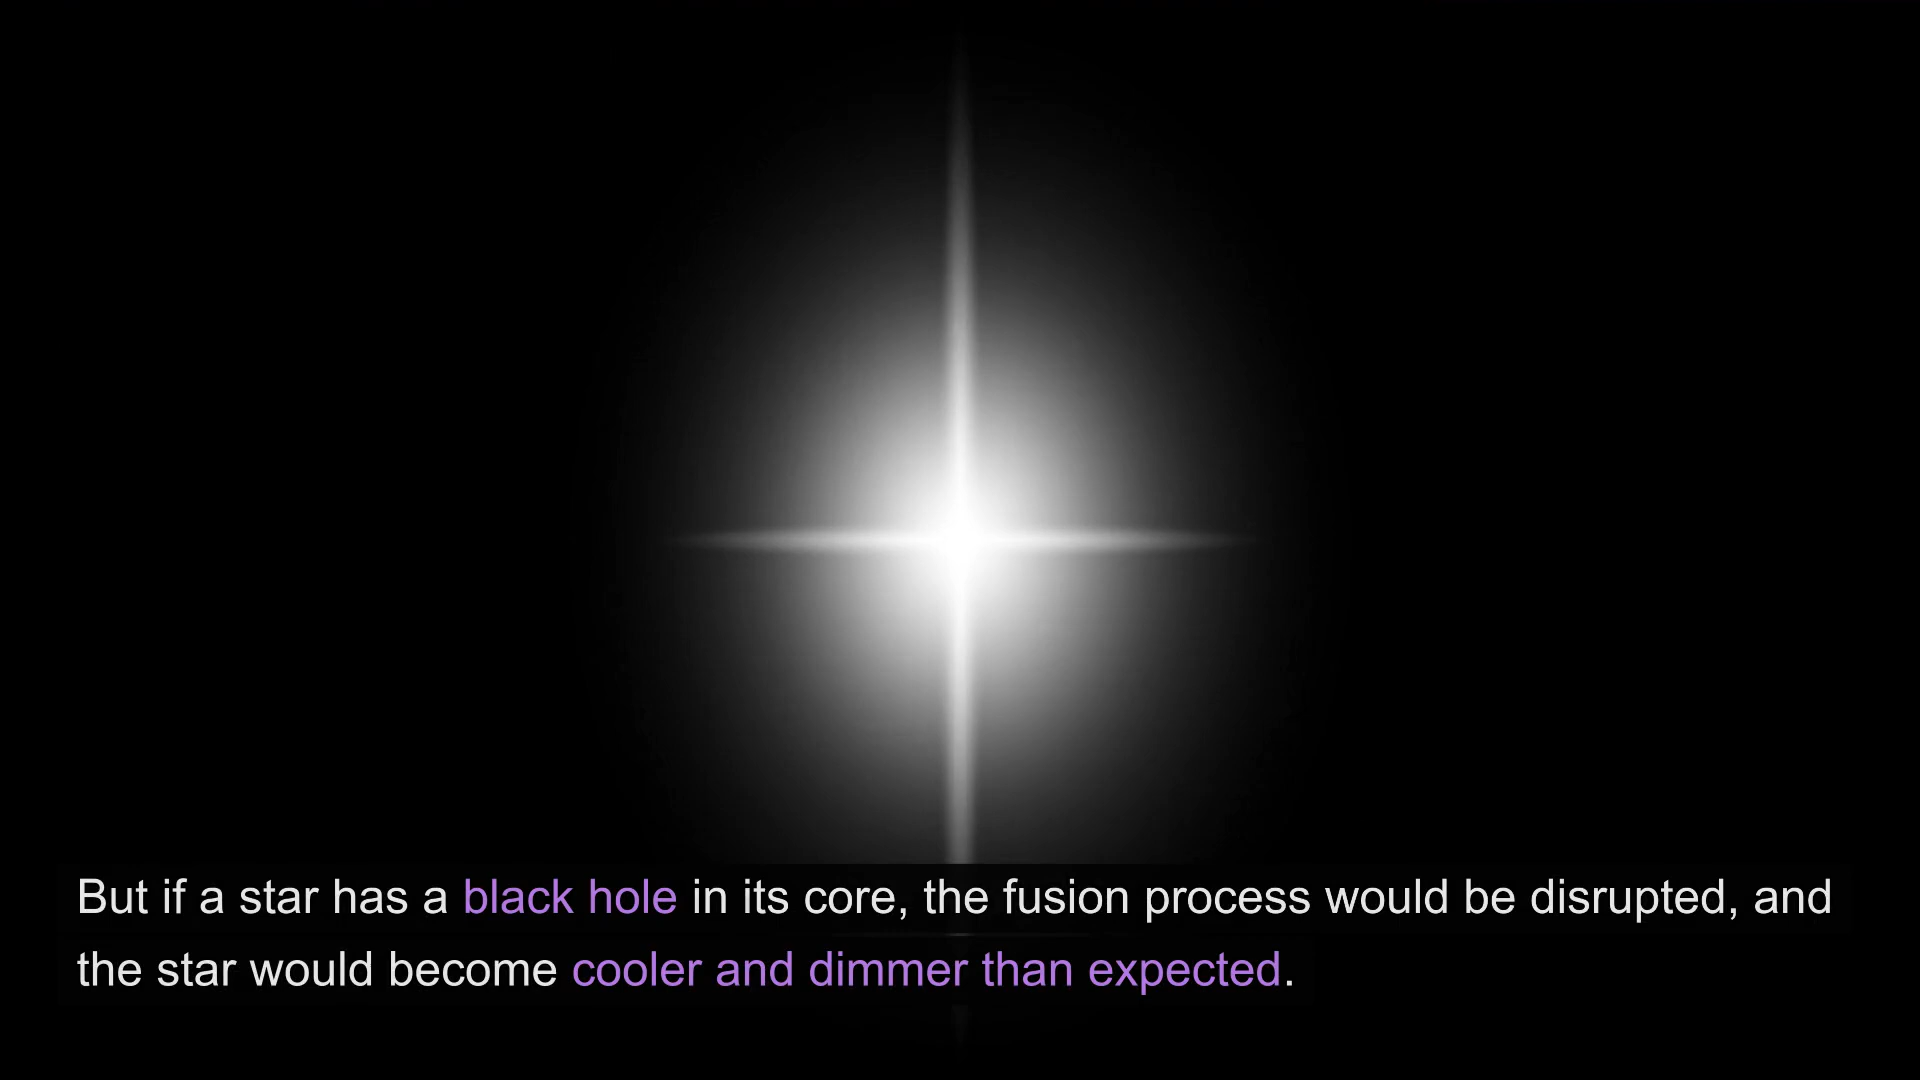 But if a star has a black hole in its core, the fusion process would be disrupted, and
the star would become cooler and dimmer than expected.